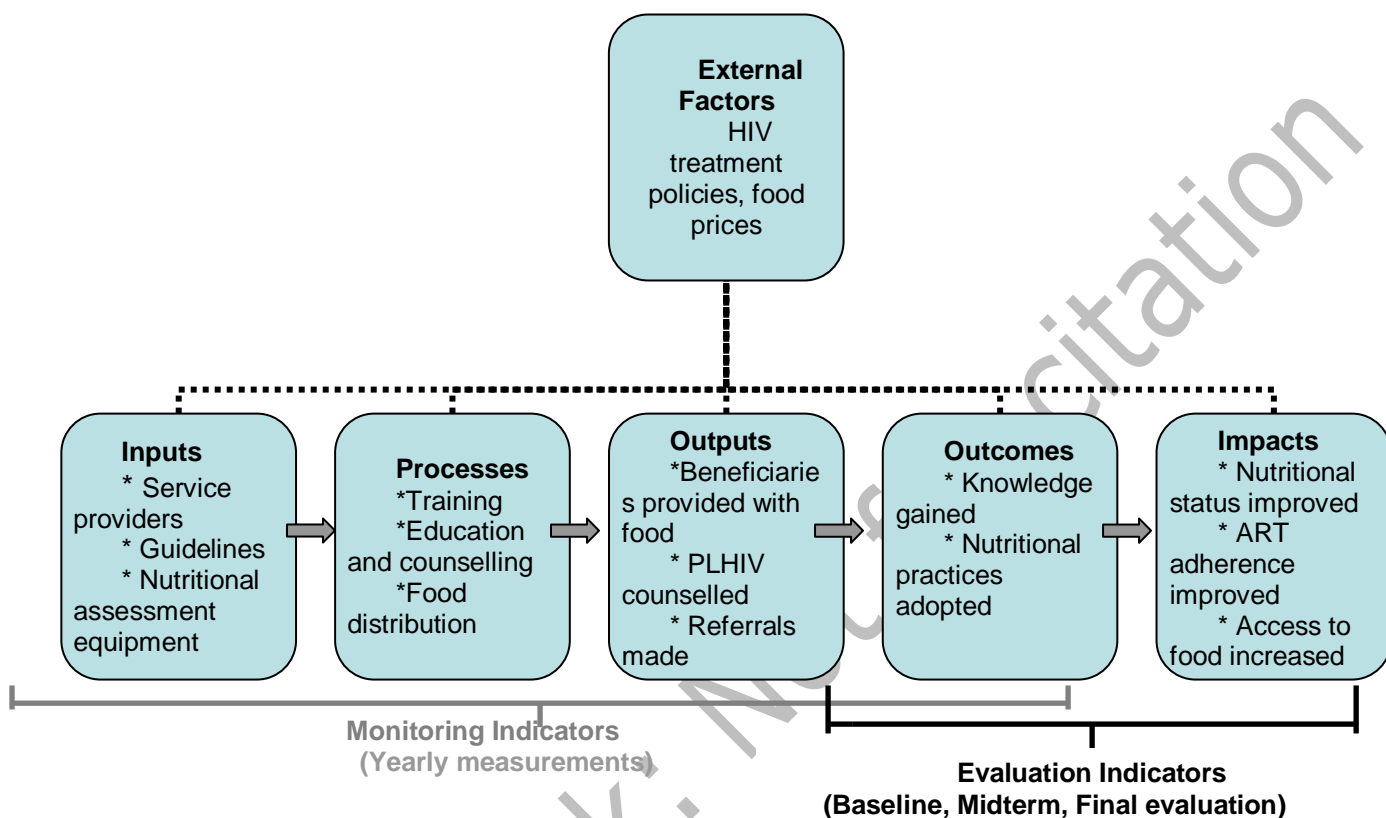 External
Factors
HIV
treatment
policies, food
prices
Inputs
* Service
providers
* Guidelines
* Nutritional
assessment
equipment
Processes
*Training
*Education
and counselling
*Food
distribution
Outputs
*Beneficiarie
s provided with
food
* PLHIV
counselled
* Referrals
made
Outcomes
* Knowledge
gained
* Nutritional
practices
adopted
Impacts
* Nutritional
status improved
* ART
adherence
improved
* Access to
food increased
Monitoring Indicators
(Yearly measurements)
Evaluation Indicators
(Baseline, Midterm, Final evaluation)
citation